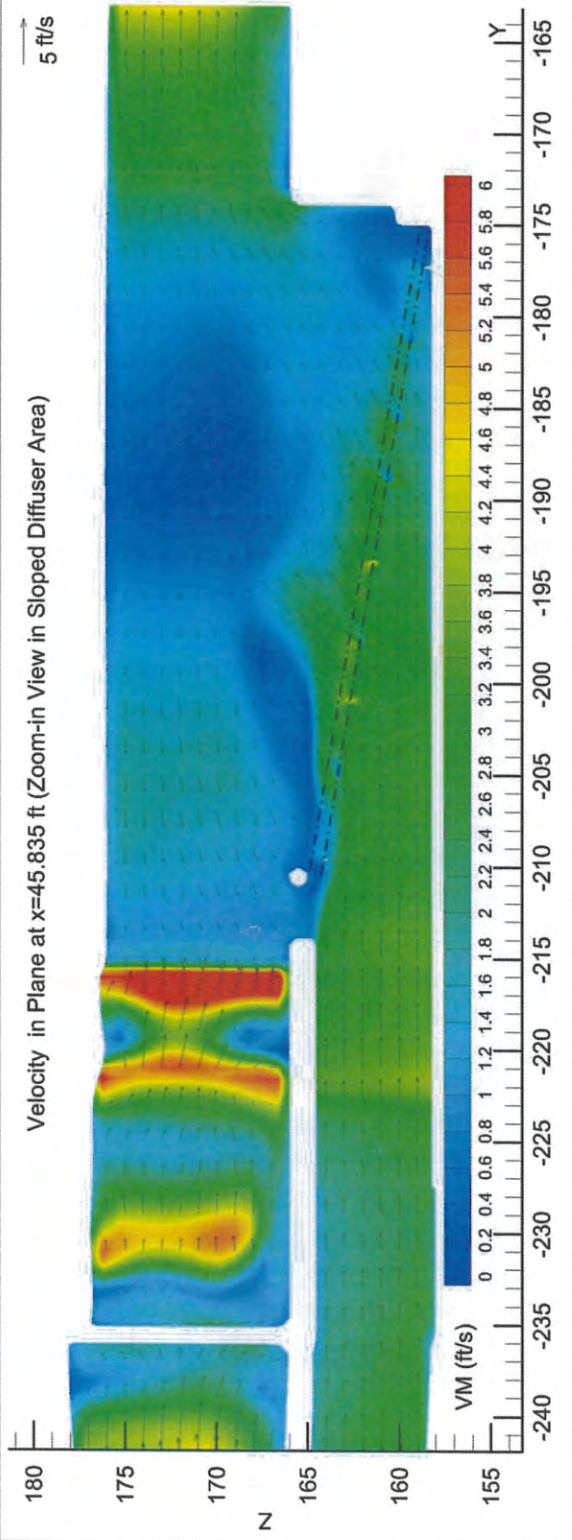 Velocity in Plane at x=45.835 ft (Zoom-in View in Sloped Diffuser Area)
5 ft/s
180
175
170
165
160
155
Z
VM (ft/s)
0 0.2 0.4 0.6 0.8 1 1.2 1.4 1.6 1.8 2 2.2 2.4 2.6 2.8 3 3.2 3.4 3.6 3.8 4 4.2 4.4 4.6 4.8 5 5.2 5.4 5.6 5.8 6
-240 -235 -230 -225 -220 -215 -210 -205 -200 -195 -190 -185 -180 -175 -170 -165
Y